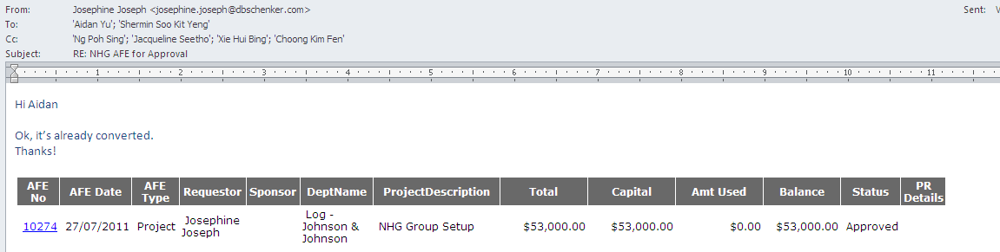 From: Josephine Joseph <josephine.joseph@dbschenker.com> Sent:
To: 'Aidan Yu'; 'Shermin Soo Kit Yeng'
Cc: 'Ng Poh Sing'; 'Jacqueline Seetho'; 'Xie Hui Bing'; 'Choong Kim Fen'
Subject: RE: NHG AFE for Approval
1 2 3 4 5 6 7 8 9 10 11
Hi Aidan
Ok, it's already converted.
Thanks!
AFE No AFE Date AFE Type Requestor Sponsor DeptName ProjectDescription Total Capital Amt Used Balance Status PR Details
10274 27/07/2011 Project Josephine Joseph Log - Johnson & Johnson NHG Group Setup $53,000.00 $53,000.00 $0.00 $53,000.00 Approved